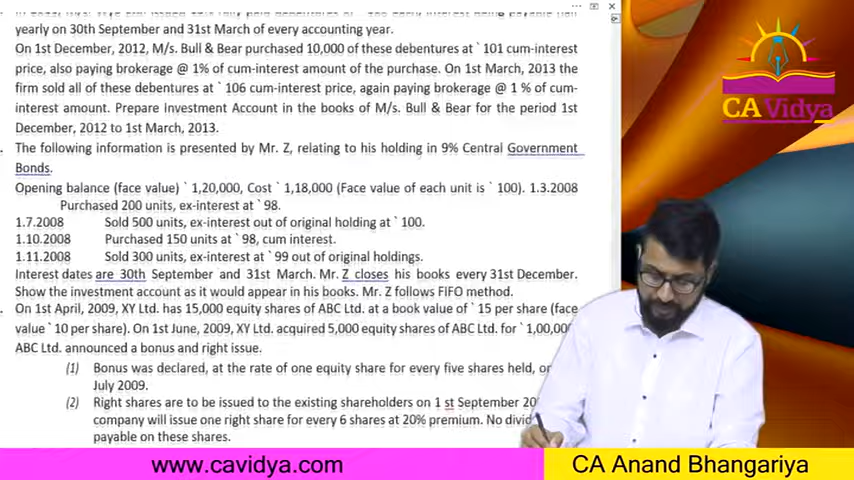 yearly on 30th September and 31st March of every accounting year.
On 1st December, 2012, M/s. Bull & Bear purchased 10,000 of these debentures at ` 101 cum-interest
price, also paying brokerage @ 1% of cum-interest amount of the purchase. On 1st March, 2013 the
firm sold all of these debentures at ` 106 cum-interest price, again paying brokerage @ 1 % of cum-
interest amount. Prepare Investment Account in the books of M/s. Bull & Bear for the period 1st
December, 2012 to 1st March, 2013.
The following information is presented by Mr. Z, relating to his holding in 9% Central Government
Bonds.
Opening balance (face value) ` 1,20,000, Cost ` 1,18,000 (Face value of each unit is ` 100). 1.3.2008
Purchased 200 units, ex-interest at ` 98.
1.7.2008 Sold 500 units, ex-interest out of original holding at ` 100.
1.10.2008 Purchased 150 units at ` 98, cum interest.
1.11.2008 Sold 300 units, ex-interest at ` 99 out of original holdings.
Interest dates are 30th September and 31st March. Mr. Z closes his books every 31st December.
Show the investment account as it would appear in his books. Mr. Z follows FIFO method.
On 1st April, 2009, XY Ltd. has 15,000 equity shares of ABC Ltd. at a book value of ` 15 per share (face
value ` 10 per share). On 1st June, 2009, XY Ltd. acquired 5,000 equity shares of ABC Ltd. for ` 1,00,000
ABC Ltd. announced a bonus and right issue.
(1) Bonus was declared, at the rate of one equity share for every five shares held, on
July 2009.
(2) Right shares are to be issued to the existing shareholders on 1 st September
company will issue one right share for every 6 shares at 20% premium. No
payable on these shares.
CA Vidya
www.cavidya.com
CA Anand Bhangariya